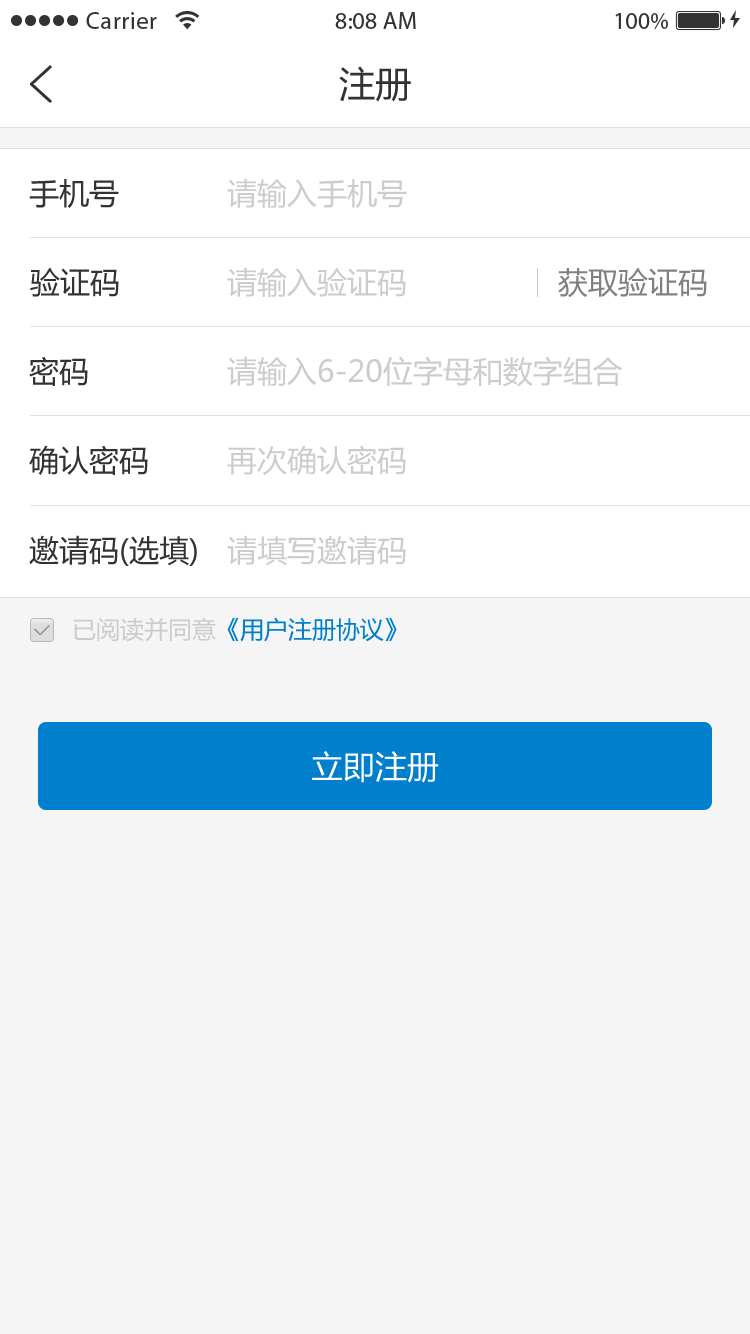 Carrier 8:08 AM 100%
注册
手机号 请输入手机号
验证码 请输入验证码 获取验证码
密码 请输入6-20位字母和数字组合
确认密码 再次确认密码
邀请码(选填) 请填写邀请码
已阅读并同意《用户注册协议》
立即注册